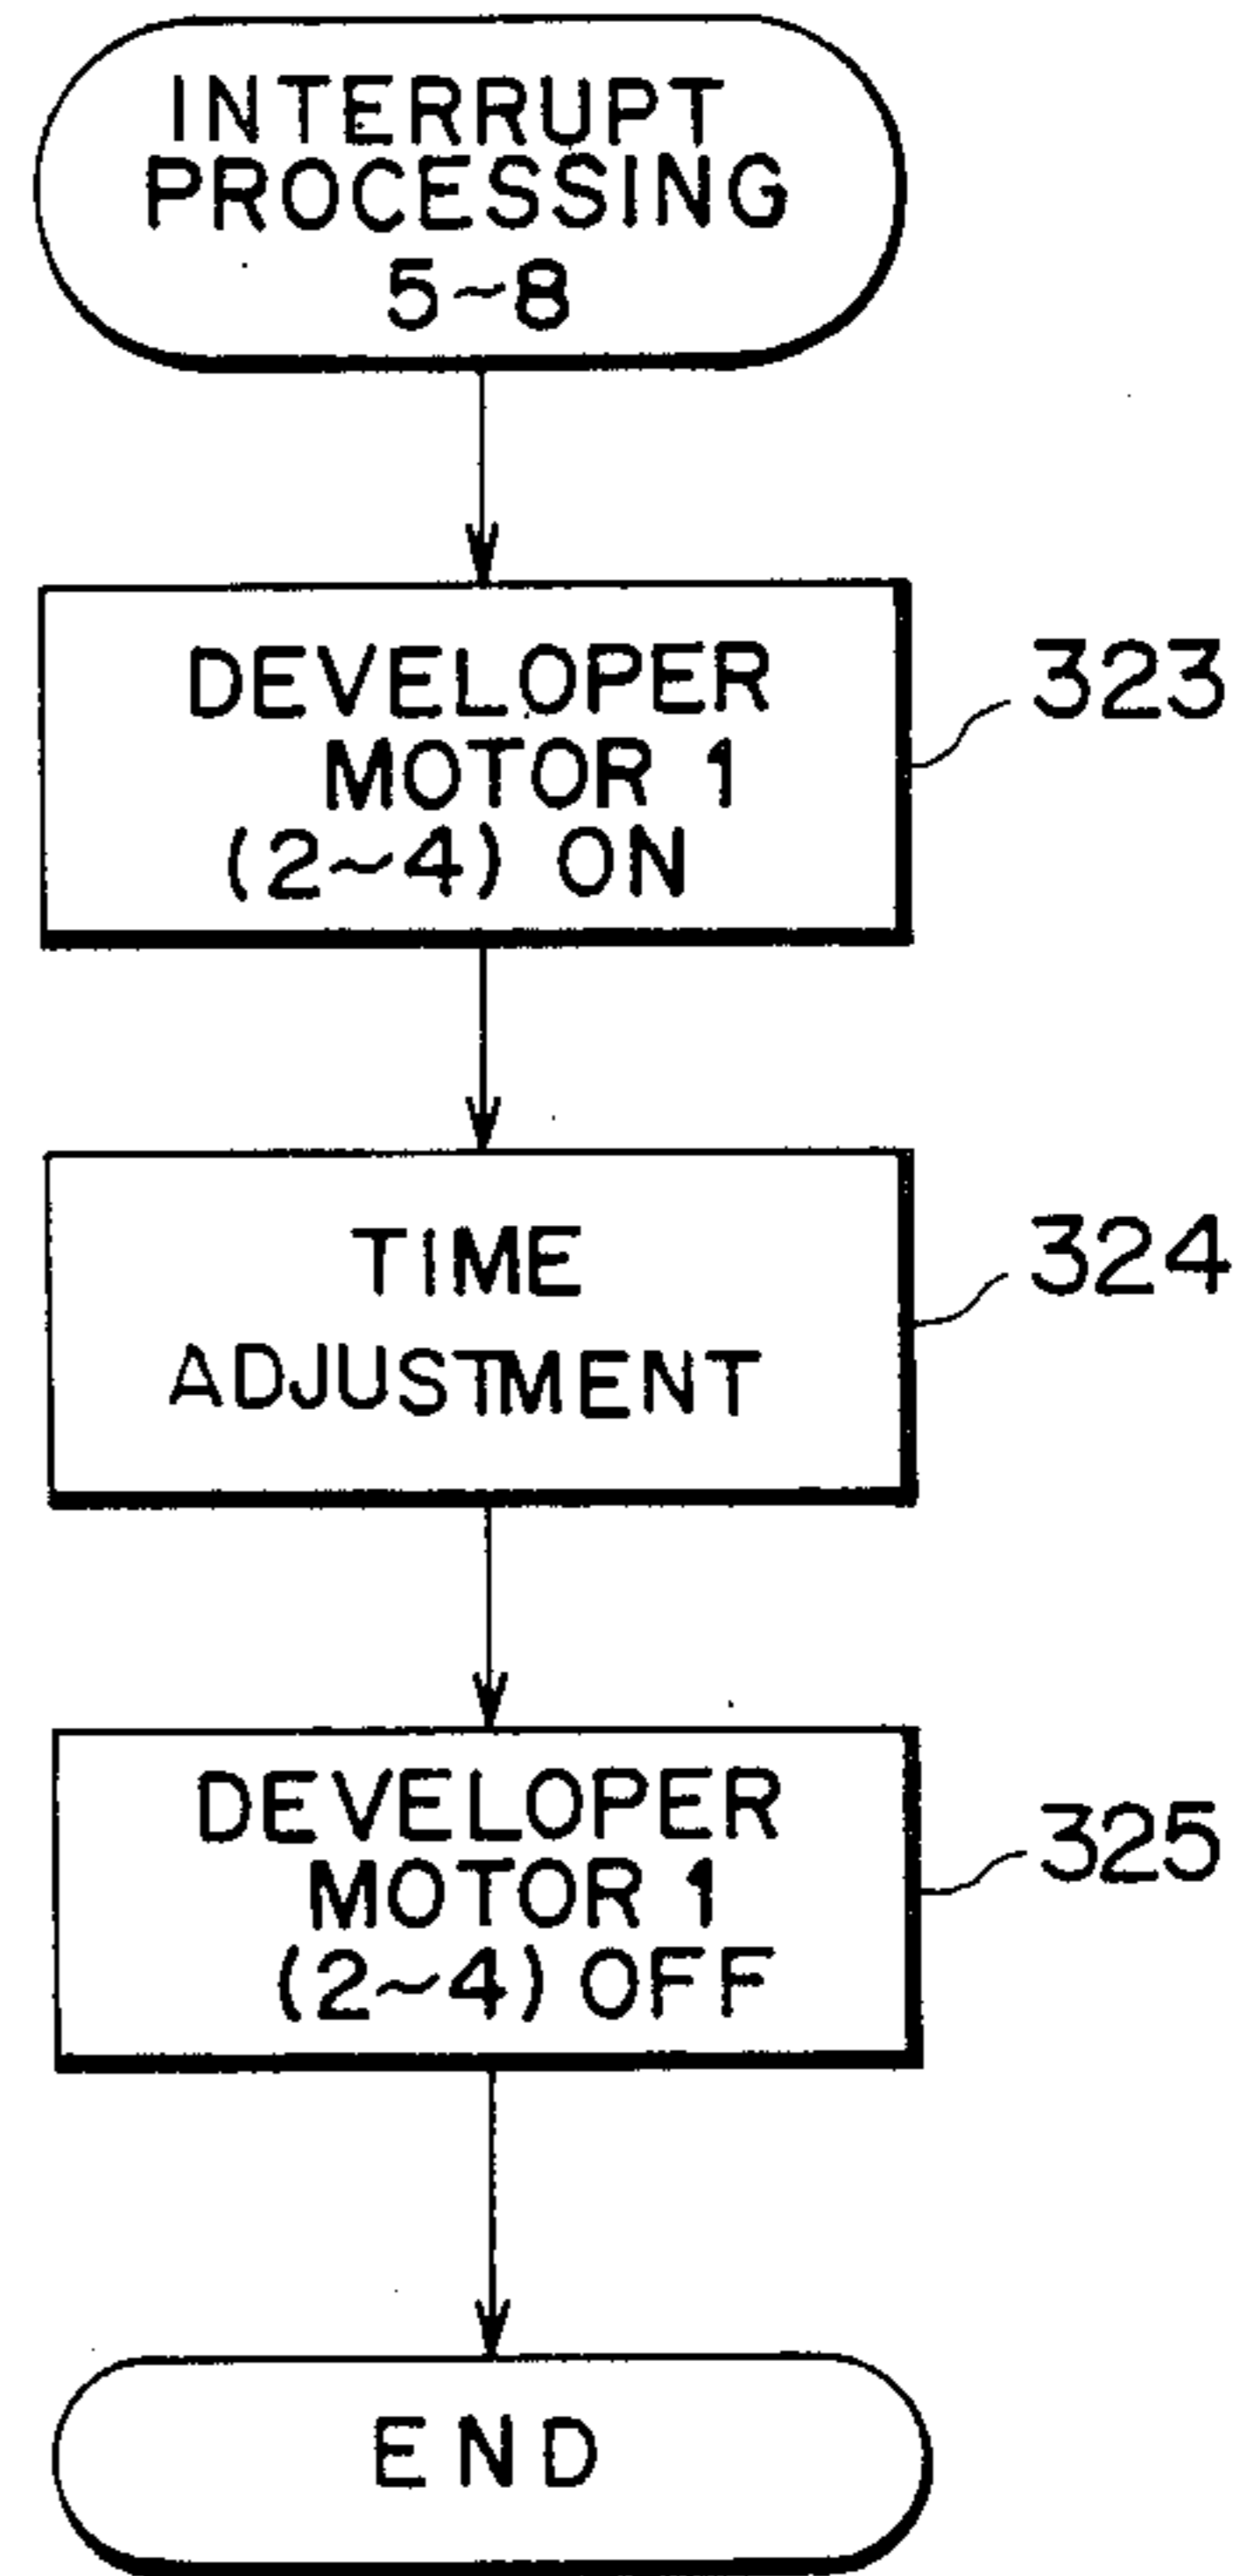 INTERRUPT
PROCESSING
5~8
DEVELOPER
MOTOR 1
(2~4) ON
323
TIME
ADJUSTMENT
324
DEVELOPER
MOTOR 1
(2~4) OFF
325
END